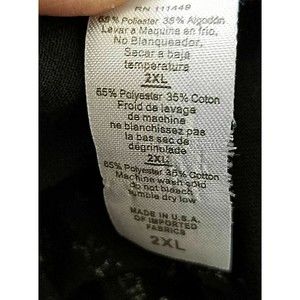 RN 111449
65% Polyester 35% Algodón
Lavar a Maquina en frio,
No Blanqueador,
Secar a baja
temperatura
2XL
65% Polyester 35% Cotton
Froid de lavage
de machine
ne blanchissez pas
la bas sec de
dégringolade
2XL
65% Polyester 35% Cotton
Machine wash cold
do not bleach
tumble dry low
MADE IN U.S.A.
OF IMPORTED
FABRICS
2XL